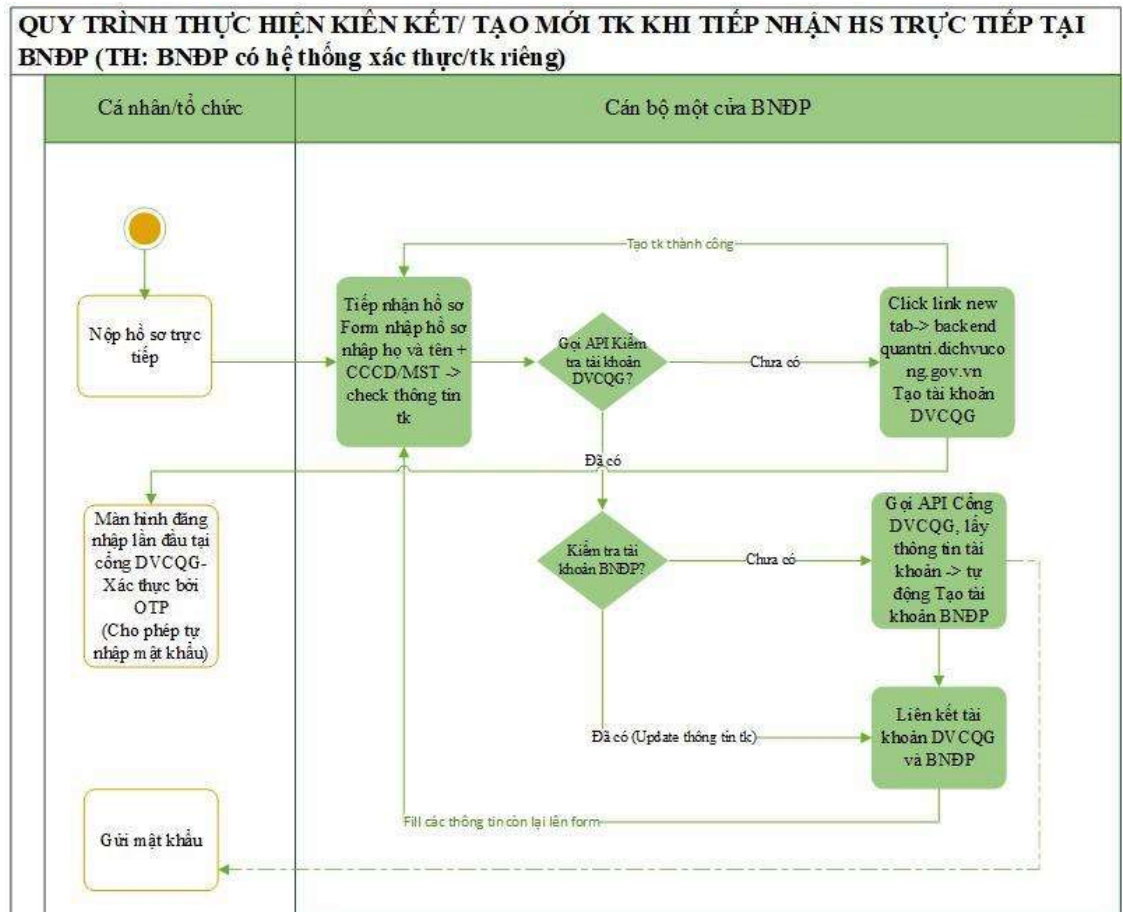 QUY TRÌNH THỰC HIỆN KIÊN KẾT/ TẠO MỚI TK KHI TIẾP NHẬN HS TRỰC TIẾP TẠI
BNĐP (TH: BNĐP có hệ thống xác thực/tk riêng)
Cá nhân/tổ chức
Cán bộ một cửa BNĐP
Tạo tk thành công
Nộp hồ sơ trực
tiếp
Tiếp nhận hồ sơ
Form nhập hồ sơ
nhập họ và tên +
CCCD/MST ->
check thông tin
tk
Gọi API Kiểm
tra tài khoản
DVCQG?
Chưa có
Click link new
tab-> backend
quantri.dichvuco
ng.gov.vn
Tạo tài khoản
DVCQG
Đã có
Màn hình đăng
nhập lần đầu tại
cổng DVCQG-
Xác thực bởi
OTP
(Cho phép tự
nhập mật khẩu)
Kiểm tra tài
khoản BNĐP?
Chưa có
Gọi API Cổng
DVCQG, lấy
thông tin tài
khoản -> tự
động Tạo tài
khoản BNĐP
Đã có (Update thông tin tk)
Liên kết tài
khoản DVCQG
và BNĐP
Fill các thông tin còn lại lên form
Gửi mật khẩu